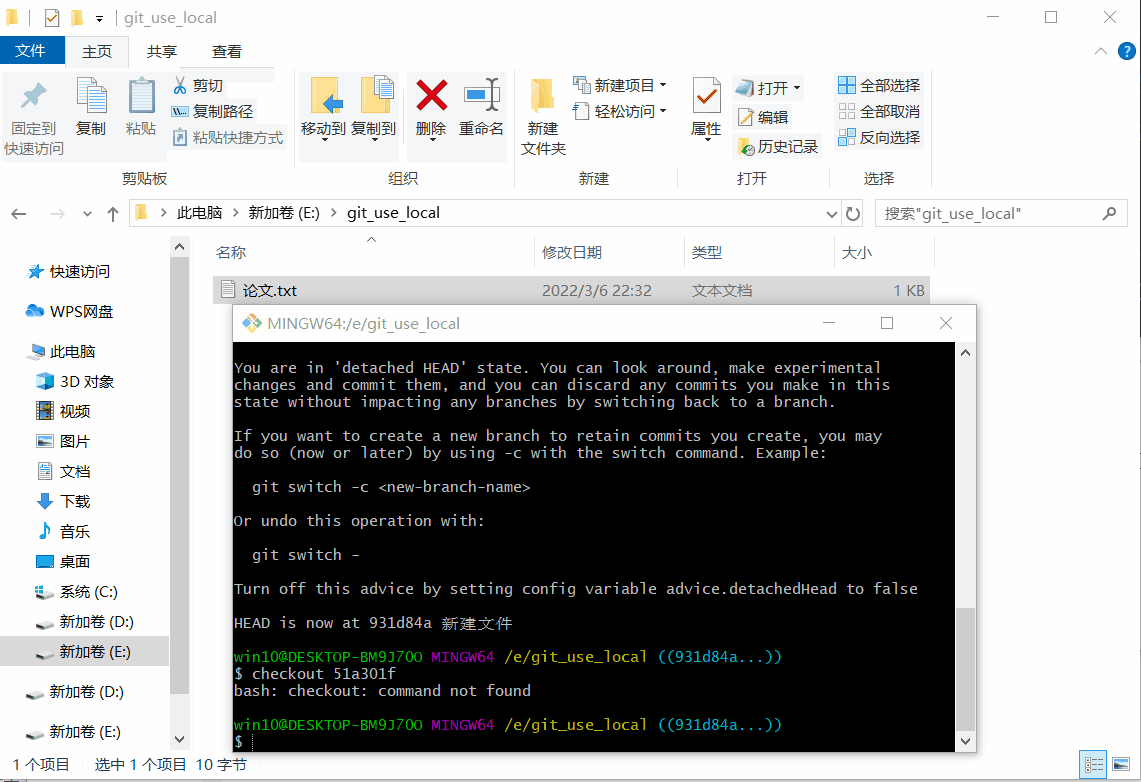 git_use_local
文件 主页 共享 查看
固定到快速访问 复制 粘贴 剪切 复制路径 粘贴快捷方式 移动到 复制到 删除 重命名 新建文件夹 新建项目 轻松访问 属性 打开 编辑 历史记录 全部选择 全部取消 反向选择
剪贴板 组织 新建 打开 选择
此电脑 > 新加卷 (E:) > git_use_local 搜索"git_use_local"
名称 修改日期 类型 大小
论文.txt 2022/3/6 22:32 文本文档 1 KB
快速访问
WPS网盘
此电脑
3D 对象
视频
图片
文档
下载
音乐
桌面
系统 (C:)
新加卷 (D:)
新加卷 (E:)
新加卷 (D:)
新加卷 (E:)
MINGW64:/e/git_use_local
You are in 'detached HEAD' state. You can look around, make experimental
changes and commit them, and you can discard any commits you make in this
state without impacting any branches by switching back to a branch.
If you want to create a new branch to retain commits you create, you may
do so (now or later) by using -c with the switch command. Example:
git switch -c <new-branch-name>
Or undo this operation with:
git switch -
Turn off this advice by setting config variable advice.detachedHead to false
HEAD is now at 931d84a 新建文件
win10@DESKTOP-BM9J7OO MINGW64 /e/git_use_local ((931d84a...))
$ checkout 51a301f
bash: checkout: command not found
win10@DESKTOP-BM9J7OO MINGW64 /e/git_use_local ((931d84a...))
$
1 个项目 选中 1 个项目 10 字节